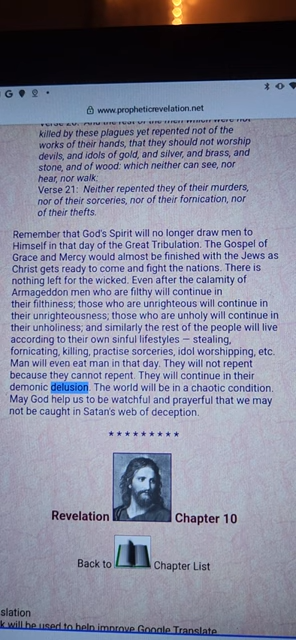 G
www.propheticrevelation.net
Verse 20: And the rest of the men which were not
killed by these plagues yet repented not of the
works of their hands, that they should not worship
devils, and idols of gold, and silver, and brass, and
stone, and of wood: which neither can see, nor
hear, nor walk.
Verse 21: Neither repented they of their murders,
nor of their sorceries, nor of their fornication, nor
of their thefts.
Remember that God's Spirit will no longer draw men to
Himself in that day of the Great Tribulation. The Gospel of
Grace and Mercy would almost be finished with the Jews as
Christ gets ready to come and fight the nations. There is
nothing left for the wicked. Even after the calamity of
Armageddon men who are filthy will continue in
their filthiness; those who are unrighteous will continue in
their unrighteousness; those who are unholy will continue in
their unholiness; and similarly the rest of the people will live
according to their own sinful lifestyles — stealing,
fornicating, killing, practise sorceries, idol worshipping, etc.
Man will even eat man in that day. They will not repent
because they cannot repent. They will continue in their
demonic delusion. The world will be in a chaotic condition.
May God help us to be watchful and prayerful that we may
not be caught in Satan's web of deception.
* * * * * * * * *
Revelation Chapter 10
Back to Chapter List
slation
k will be used to help improve Google Translate